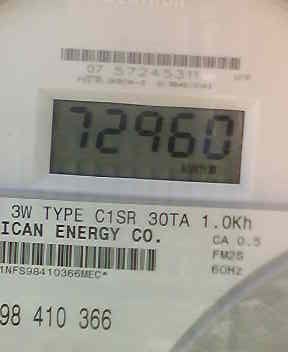 07 57245311
72960
3W TYPE C1SR 30TA 1.0Kh
ICAN ENERGY CO.
CA 0.5
FM2S
60Hz
1NFS98410366MEC*
98 410 366